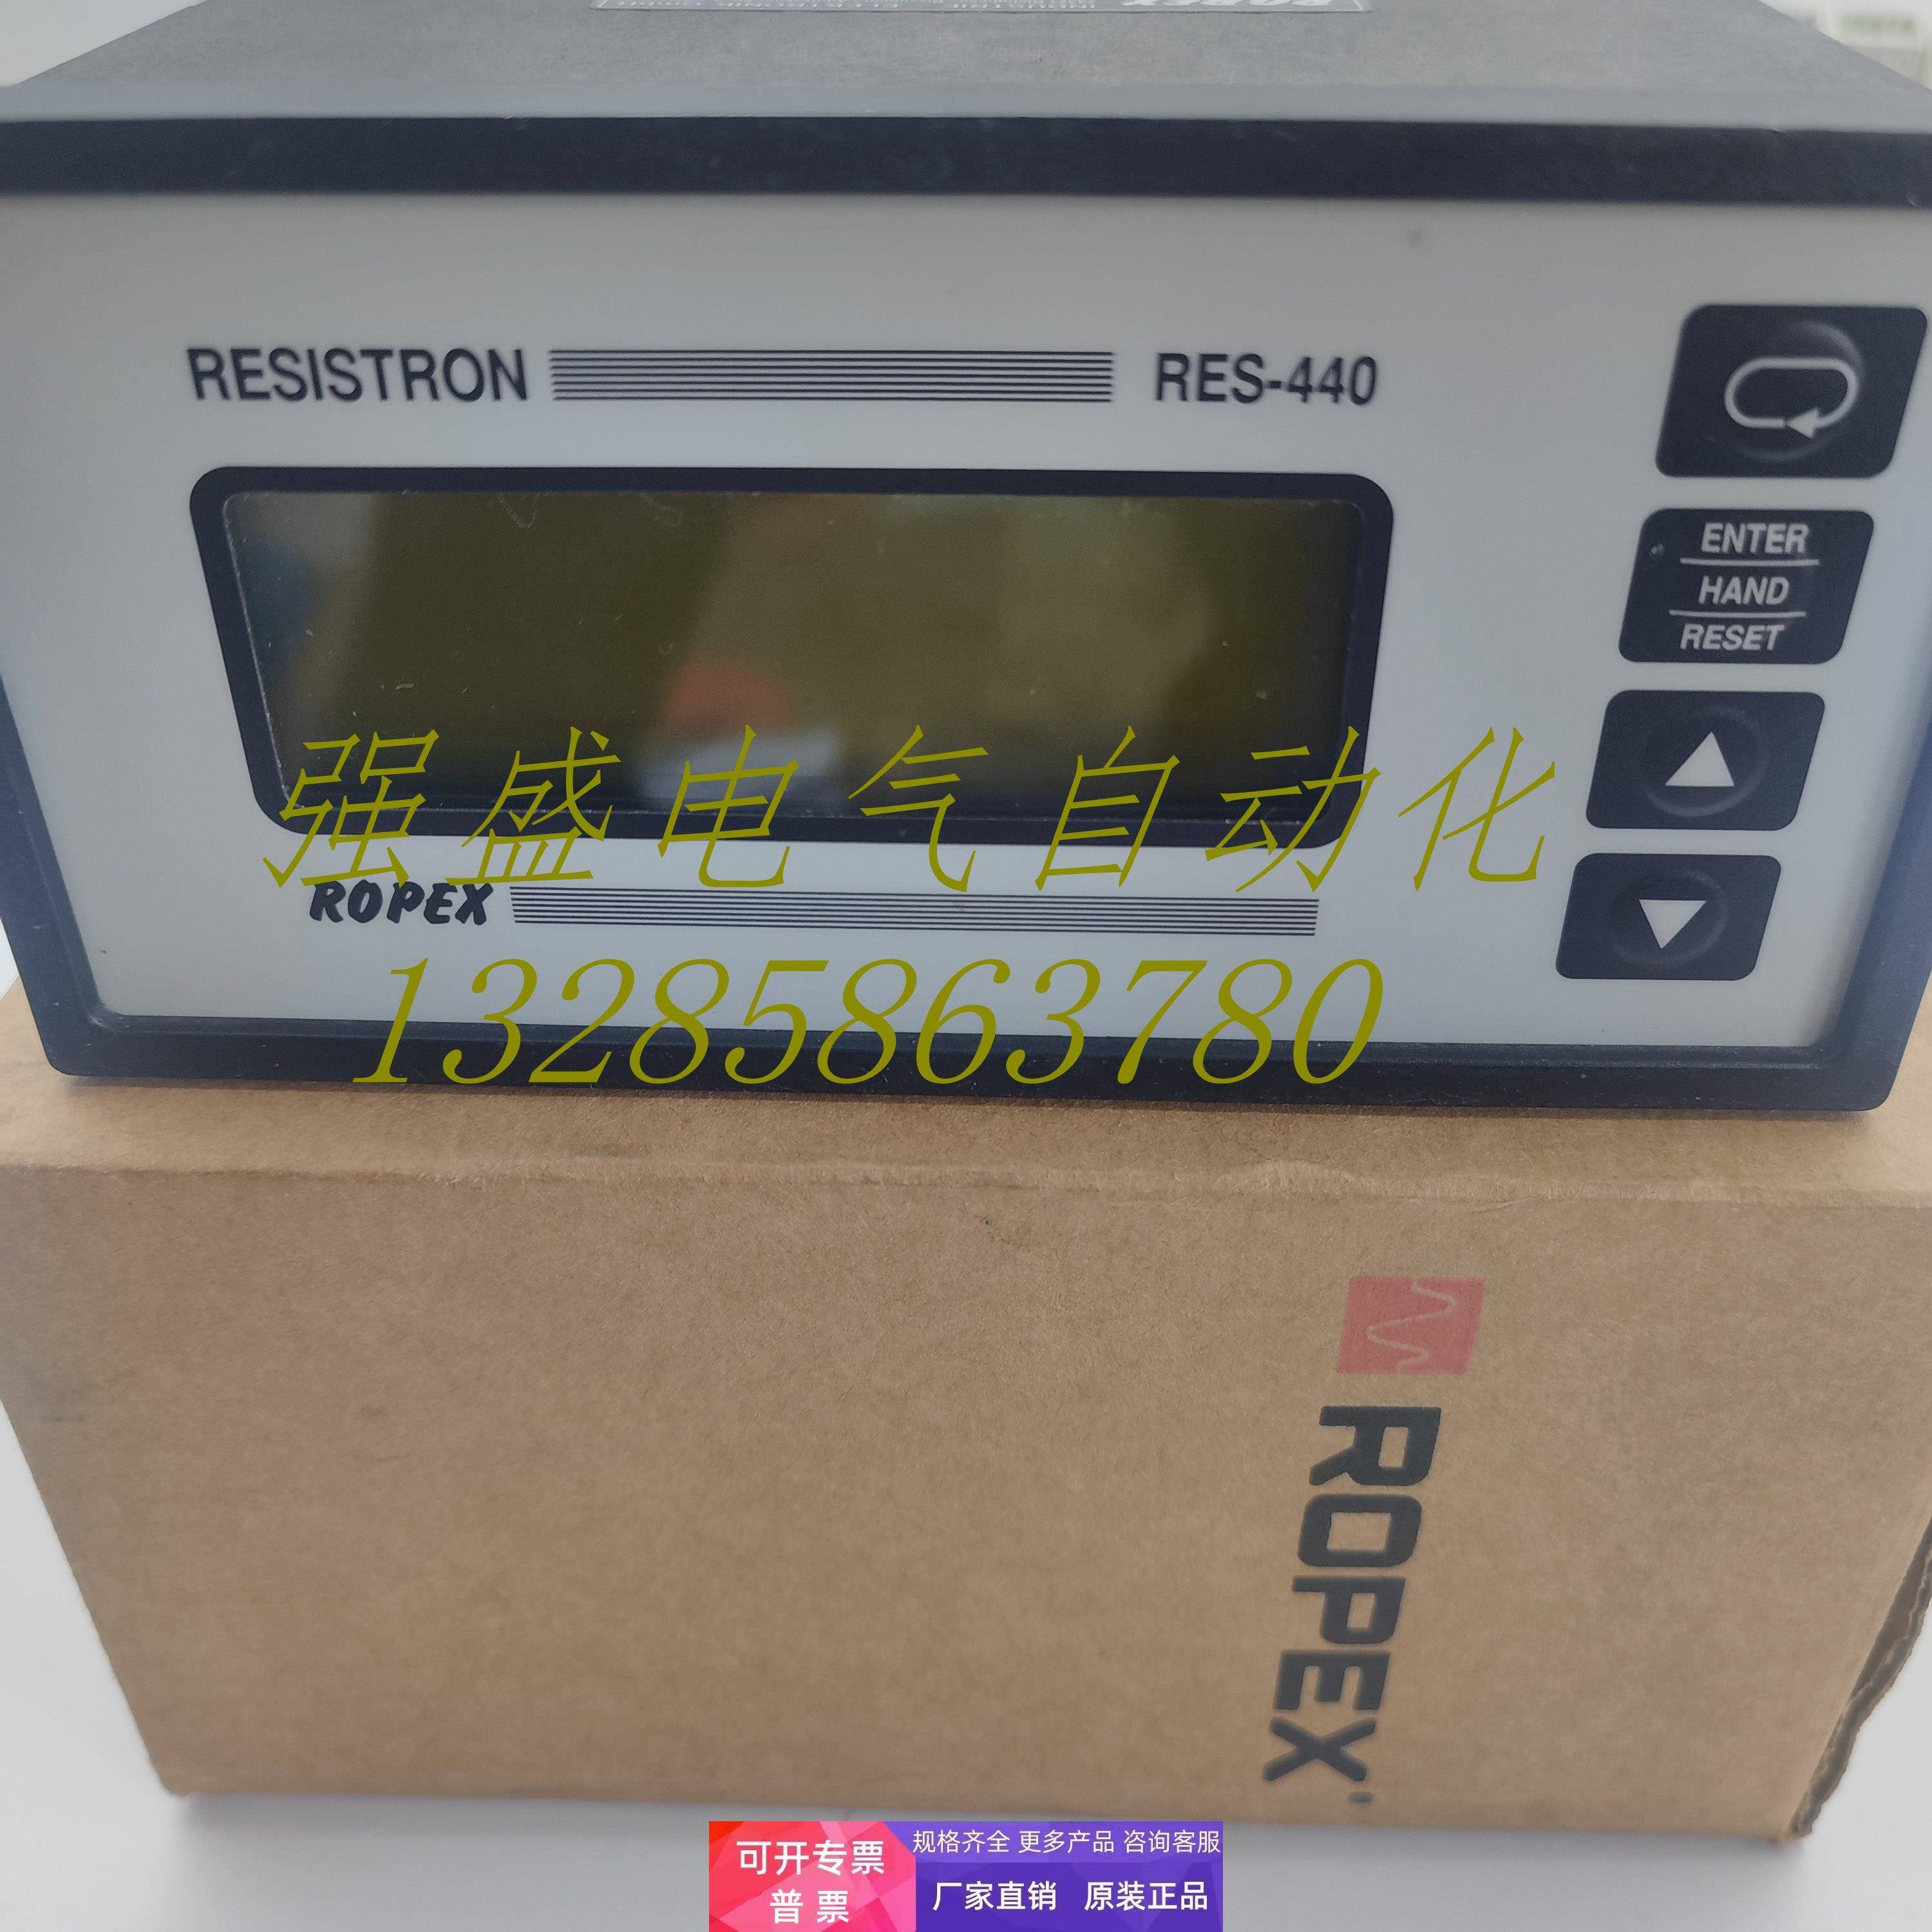 ROPEX
RESISTRON
RES-440
ENTER
HAND
RESET
强盛电气自动化
ROPEX
13285863780
ROPEX
可开专票
普票
规格齐全 更多产品 咨询客服
厂家直销 原装正品